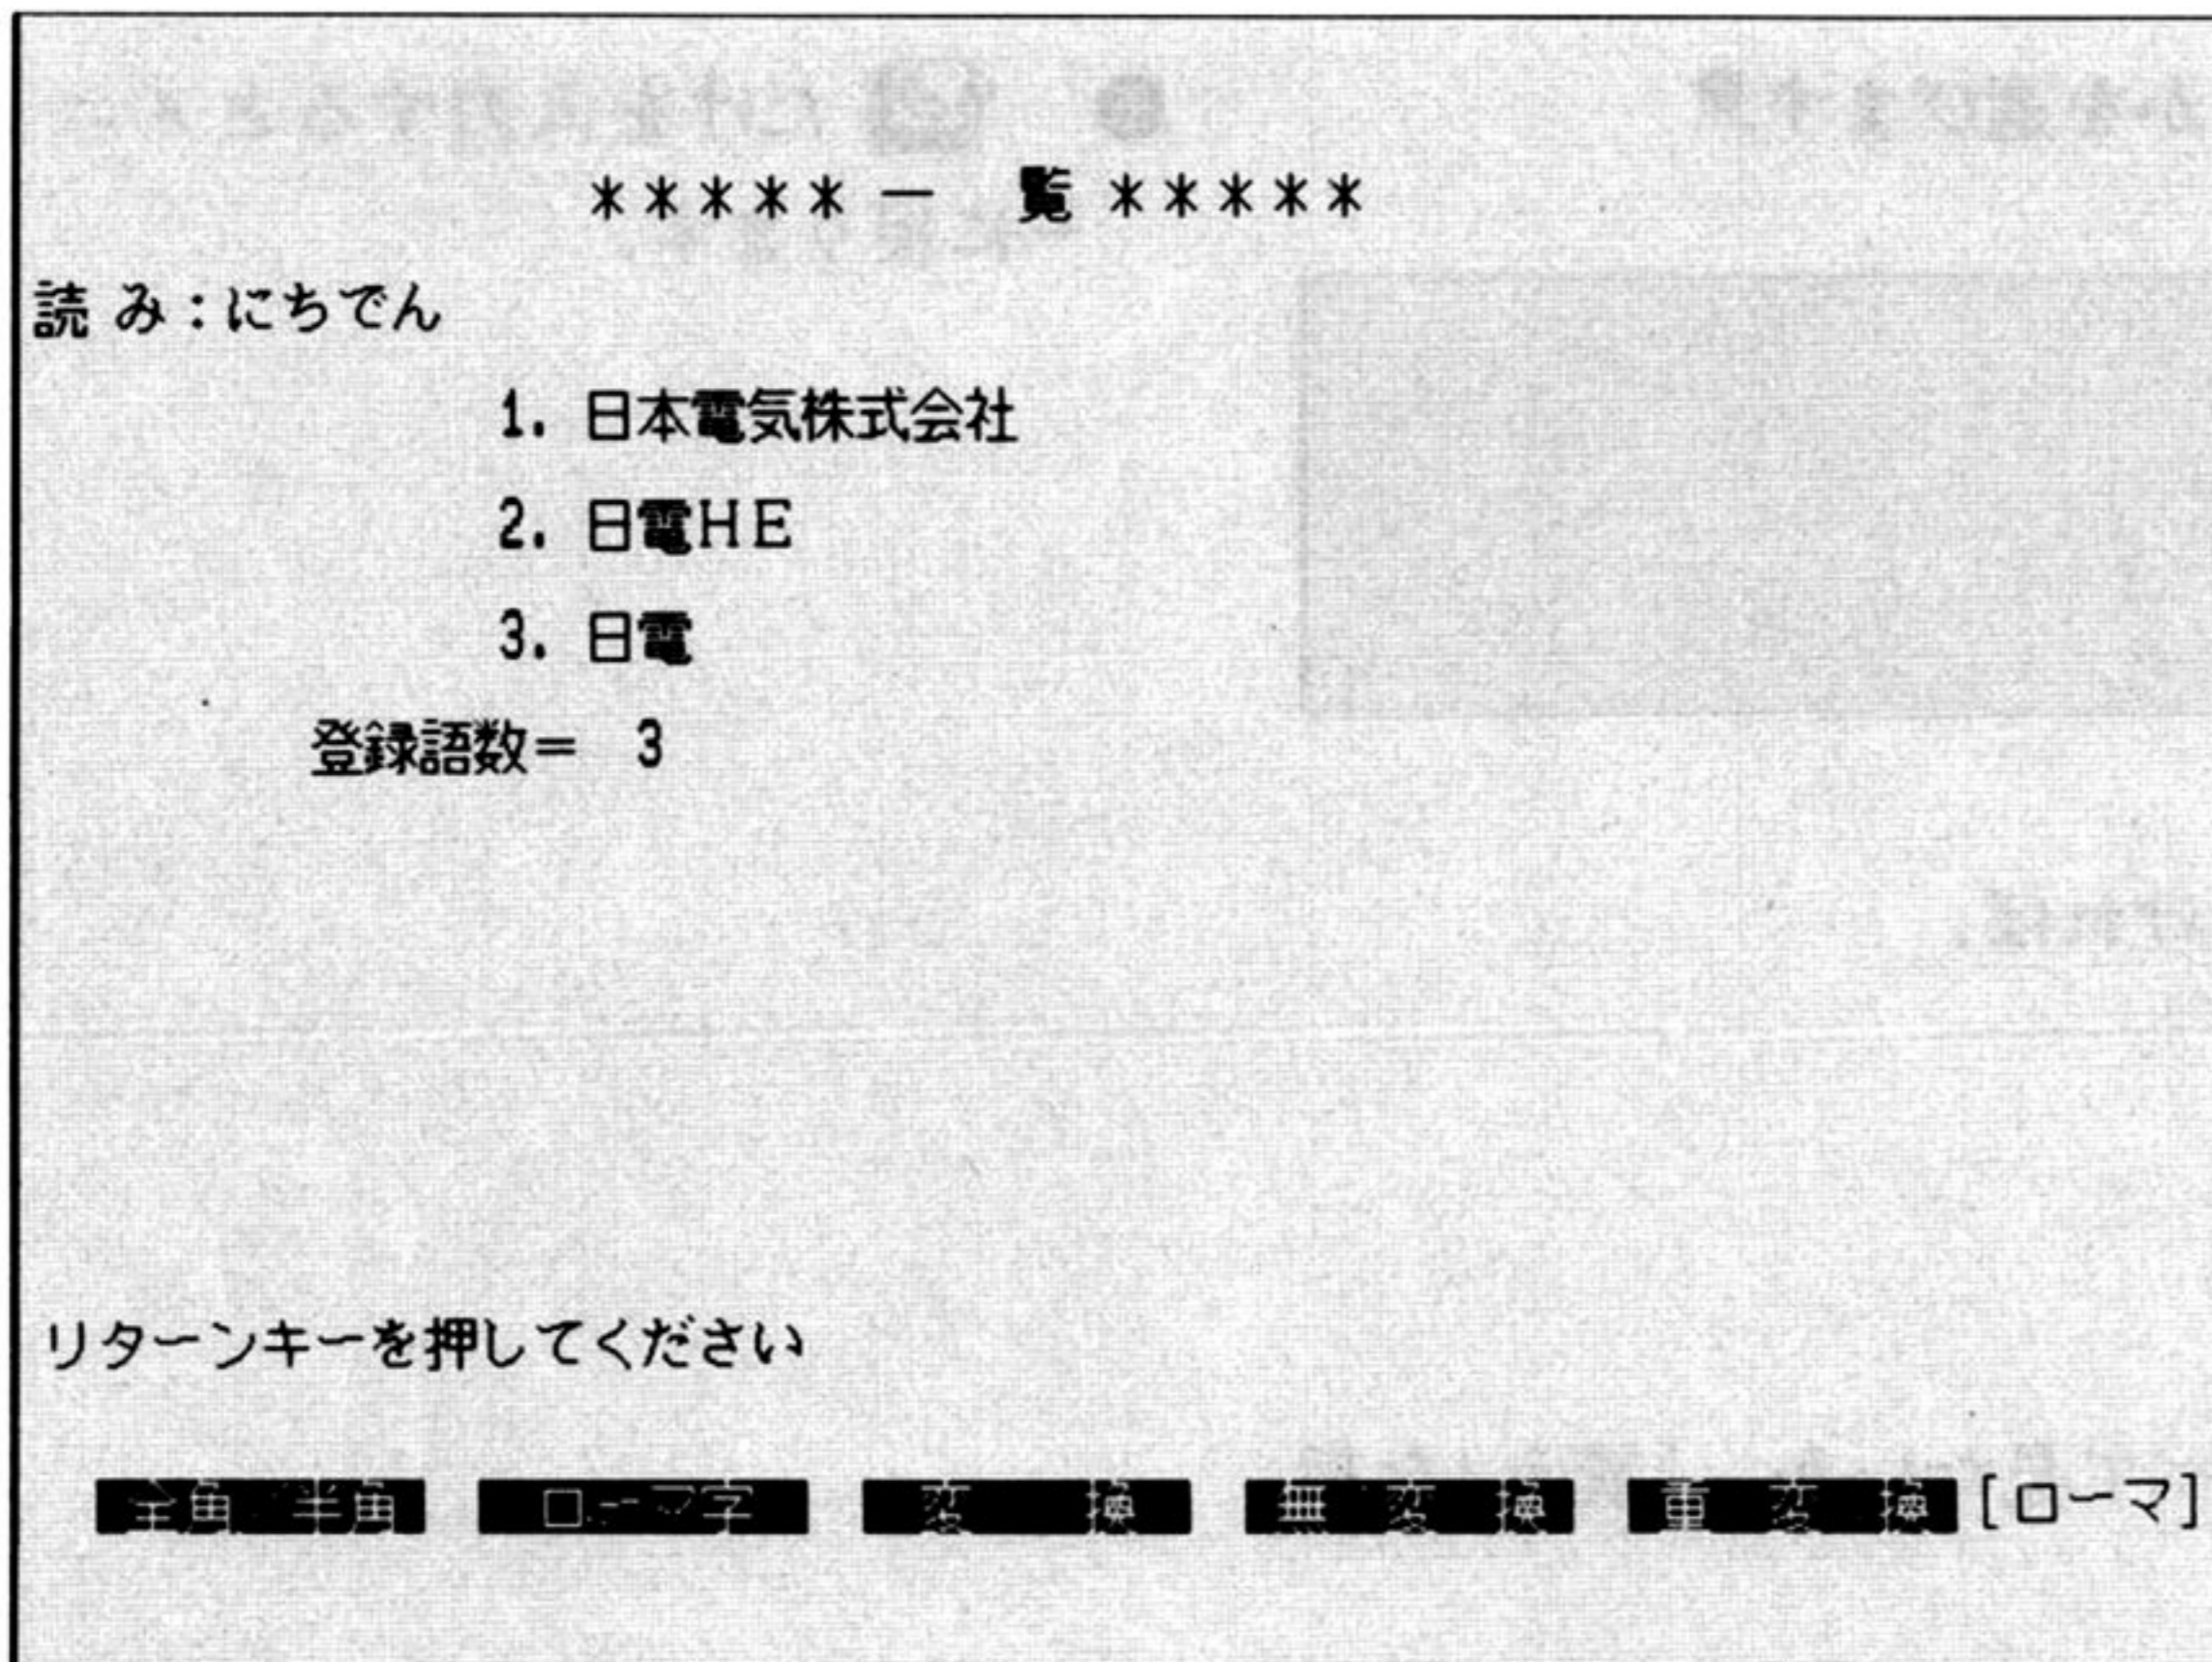 ＊＊＊＊＊ 一　覧 ＊＊＊＊＊
読 み：にちでん
1. 日本電気株式会社
2. 日電ＨＥ
3. 日電
登録語数＝　3
リターンキーを押してください
全角　半角　ローマ字　変　　換　無　変　換　重　変　換 [ローマ]